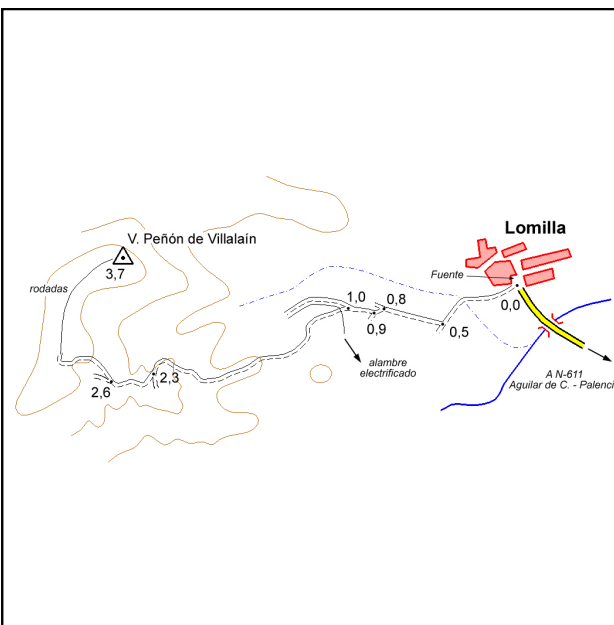 Lomilla
V. Peñón de Villalaín
3,7
rodadas
Fuente
0,0
1,0
0,8
0,9
0,5
alambre
electrificado
2,3
2,6
A N-611
Aguilar de C. - Palenci